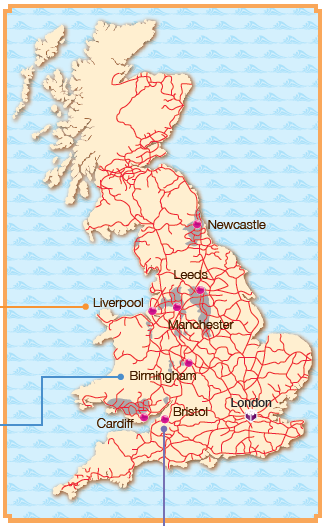 Newcastle
Leeds
Liverpool
Manchester
Birmingham
London
Bristol
Cardiff